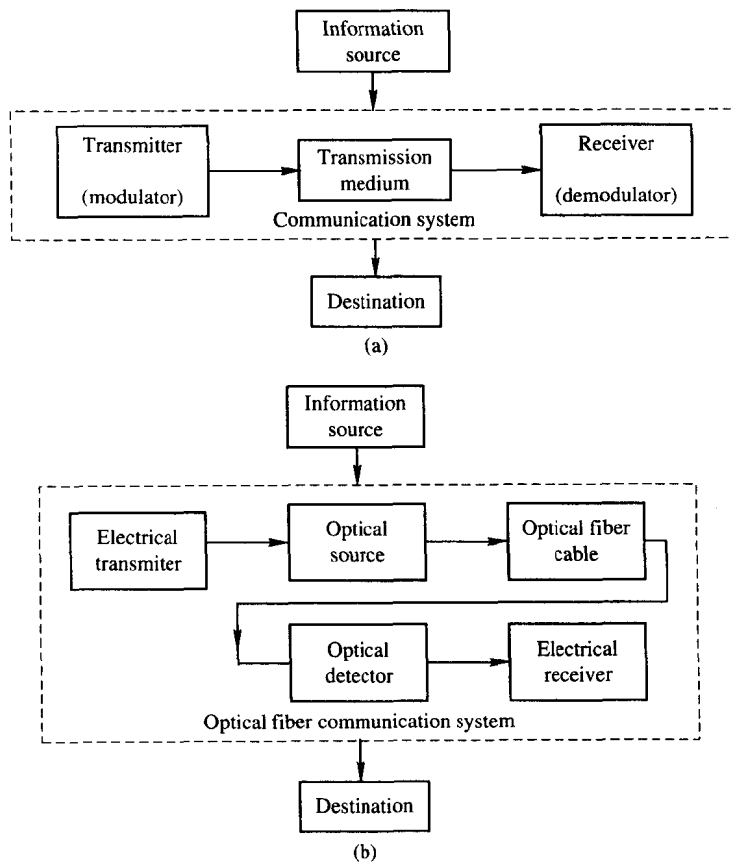 Information
source
Transmitter
(modulator)
Transmission
medium
Receiver
(demodulator)
Communication system
Destination
(a)
Information
source
Electrical
transmiter
Optical
source
Optical fiber
cable
Optical
detector
Electrical
receiver
Optical fiber communication system
Destination
(b)